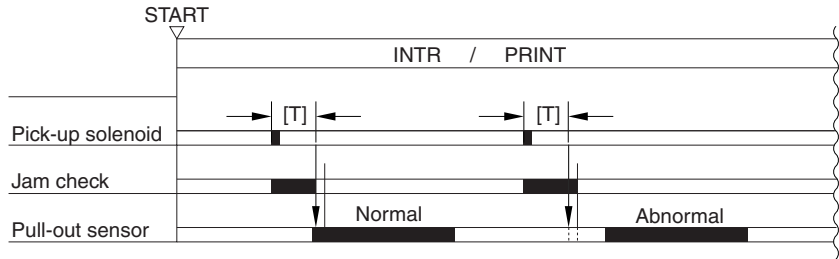 START
INTR / PRINT
[T] [T]
Pick-up solenoid
Jam check
Normal Abnormal
Pull-out sensor